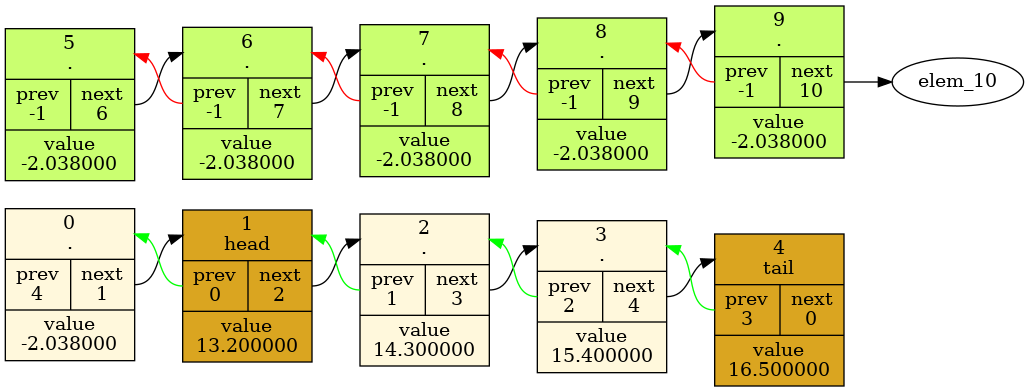 5
.
prev next
-1 6
value
-2.038000
6
.
prev next
-1 7
value
-2.038000
7
.
prev next
-1 8
value
-2.038000
8
.
prev next
-1 9
value
-2.038000
9
.
prev next
-1 10
value
-2.038000
elem_10
0
.
prev next
4 1
value
-2.038000
1
head
prev next
0 2
value
13.200000
2
.
prev next
1 3
value
14.300000
3
.
prev next
2 4
value
15.400000
4
tail
prev next
3 0
value
16.500000